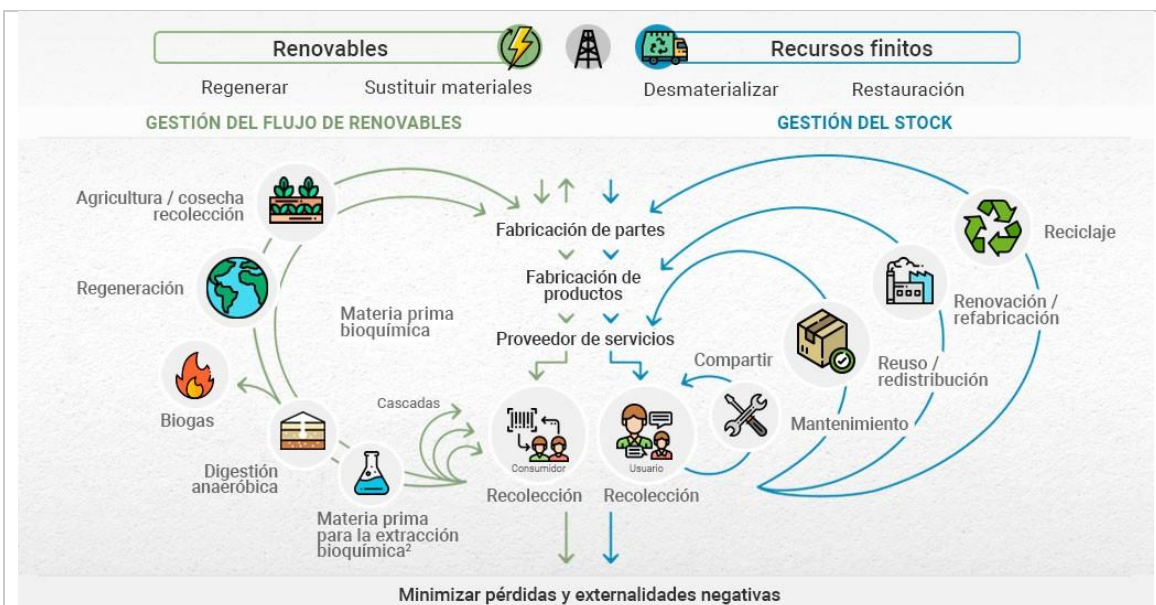 Renovables
Recursos finitos
Regenerar
Sustituir materiales
Desmaterializar
Restauración
GESTIÓN DEL FLUJO DE RENOVABLES
GESTIÓN DEL STOCK
Agricultura / cosecha
recolección
Fabricación de partes
Reciclaje
Regeneración
Fabricación de
productos
Renovación /
refabricación
Materia prima
bioquímica
Proveedor de servicios
Compartir
Reuso /
redistribución
Biogas
Cascadas
Mantenimiento
Digestión
anaeróbica
Consumidor
Usuario
Recolección
Recolección
Materia prima
para la extracción
bioquímica²
Minimizar pérdidas y externalidades negativas